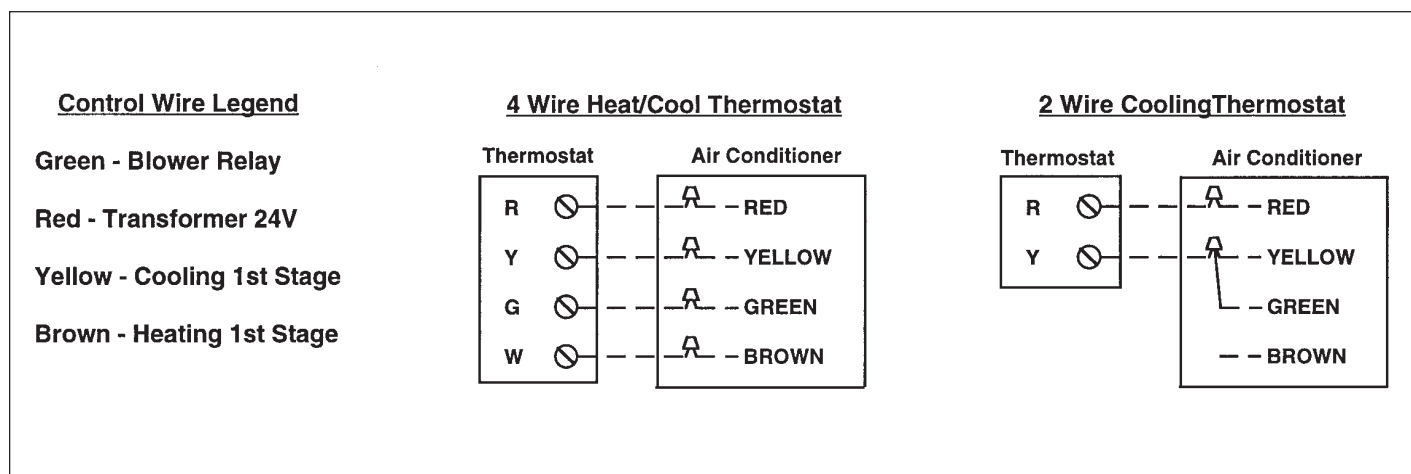 Control Wire Legend
Green - Blower Relay
Red - Transformer 24V
Yellow - Cooling 1st Stage
Brown - Heating 1st Stage
4 Wire Heat/Cool Thermostat
Thermostat Air Conditioner
R RED
Y YELLOW
G GREEN
W BROWN
2 Wire CoolingThermostat
Thermostat Air Conditioner
R RED
Y YELLOW
GREEN
BROWN